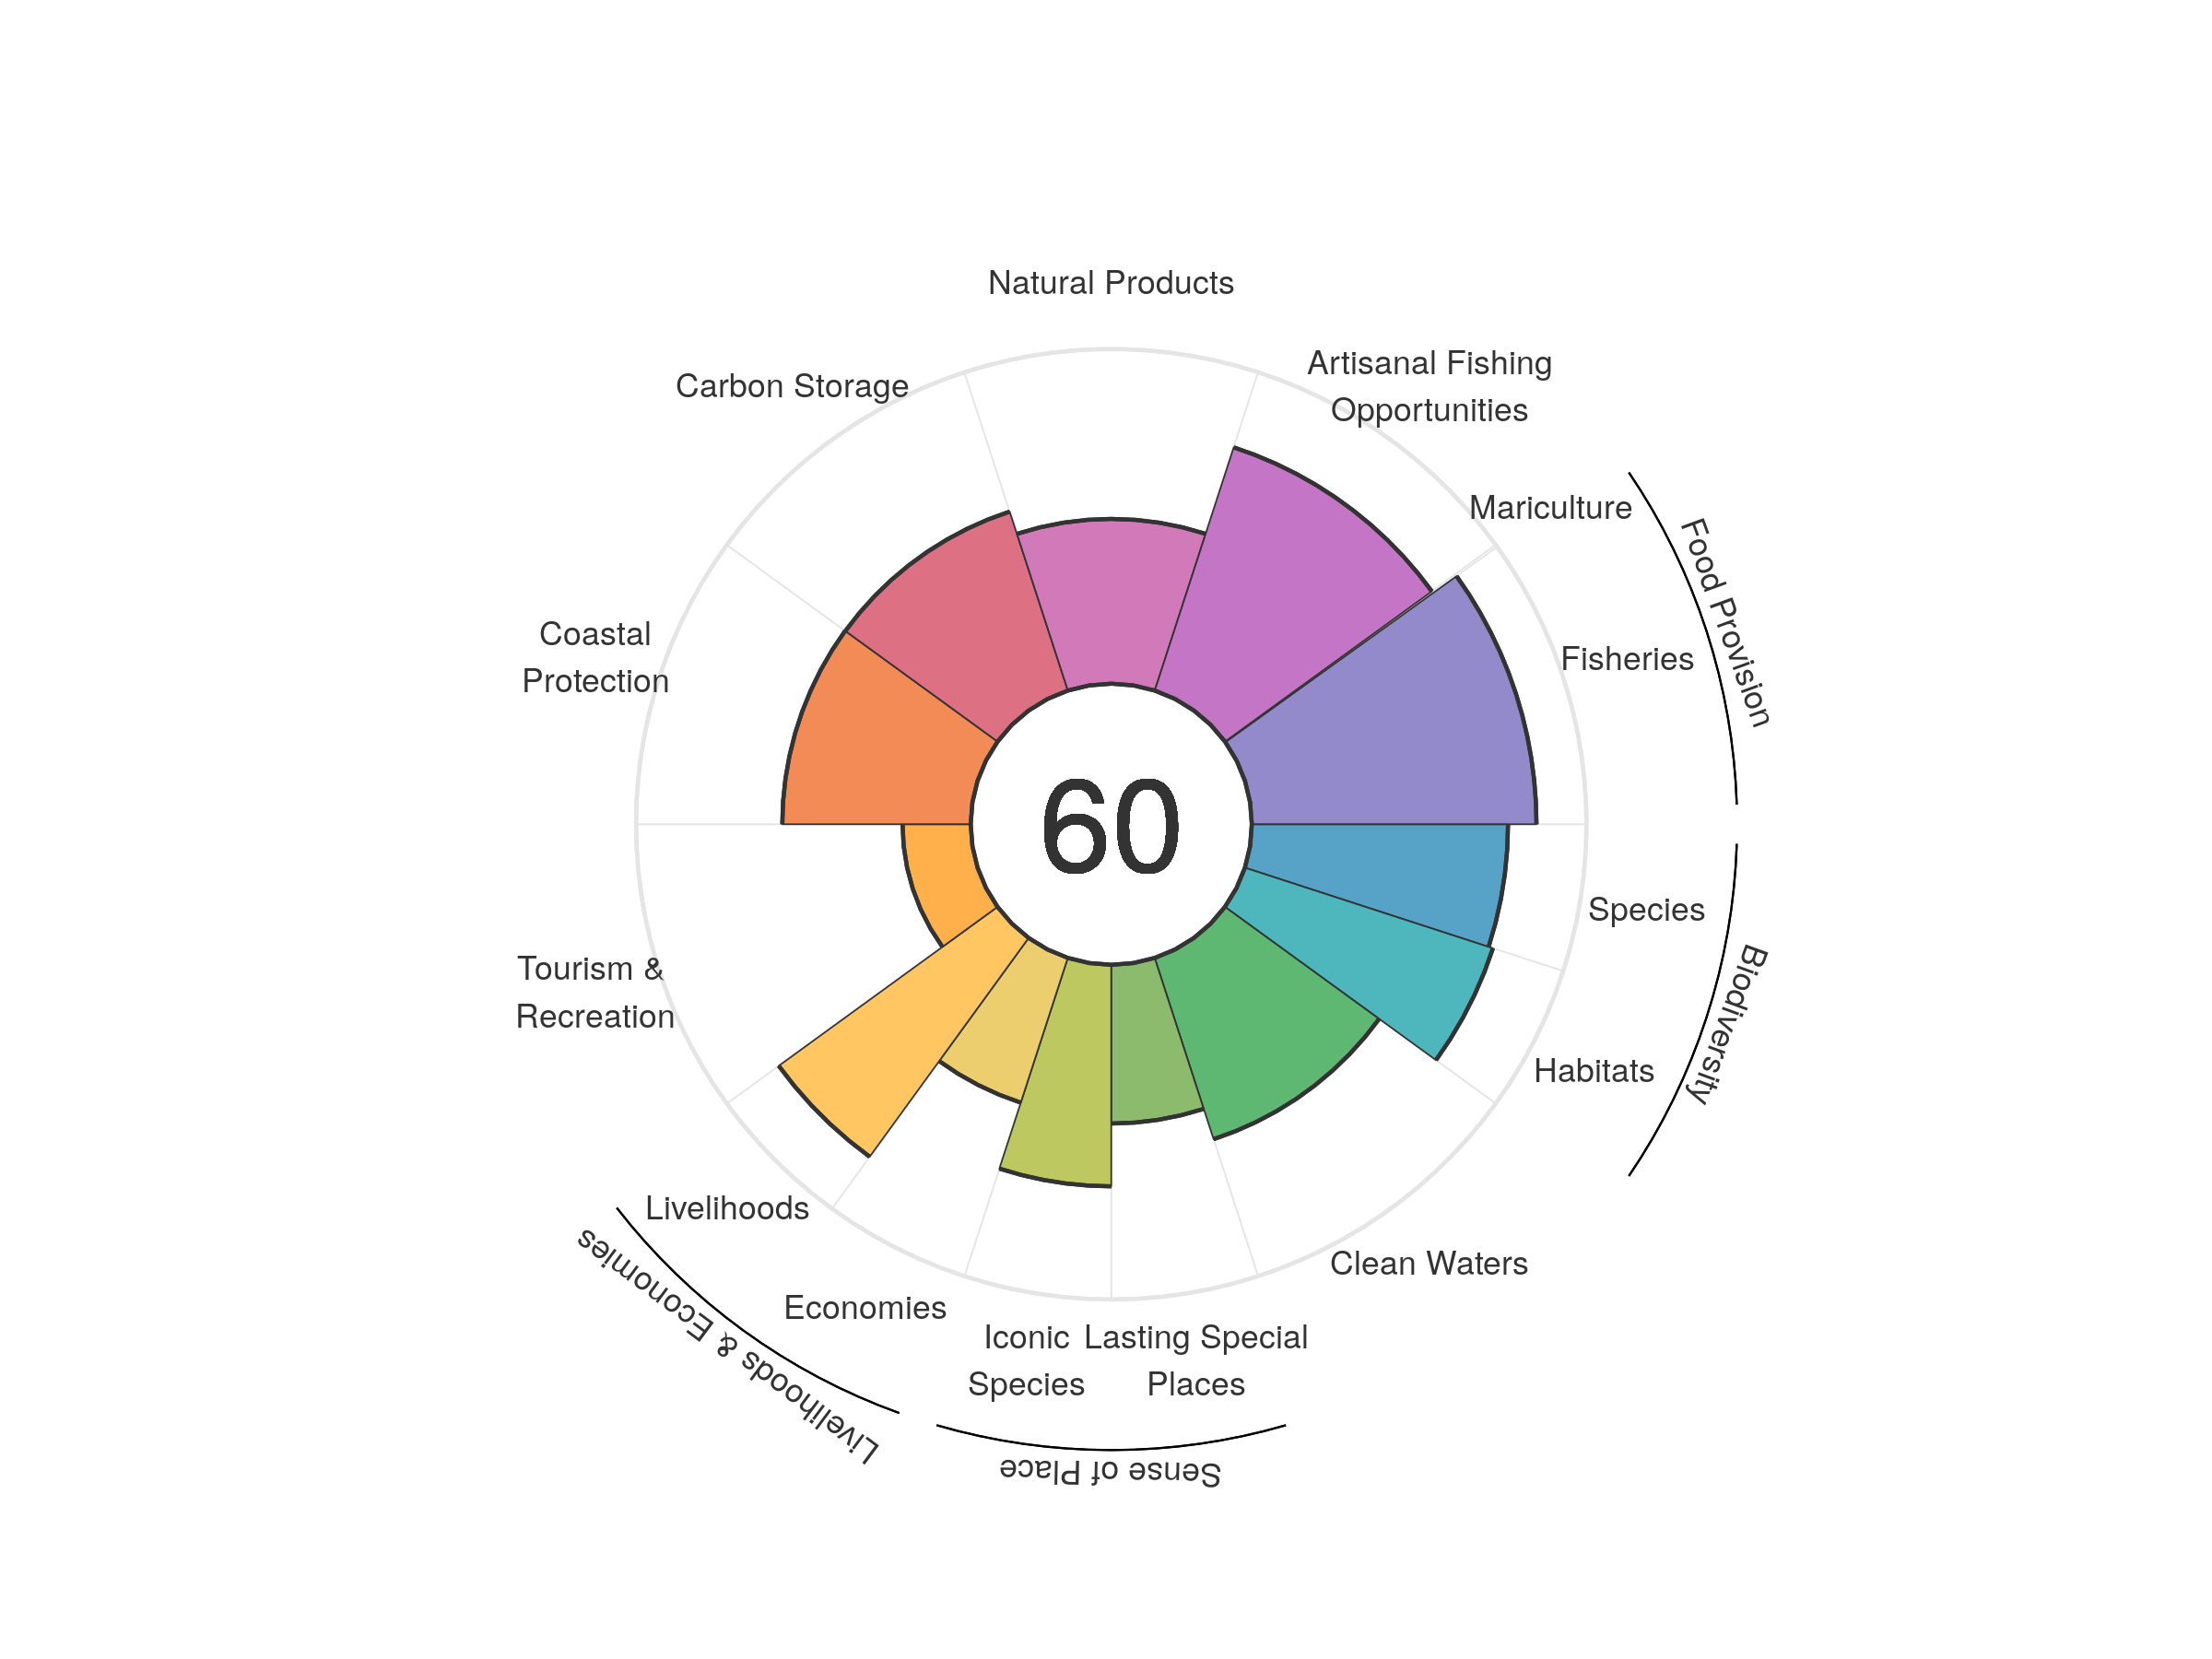 Natural Products
Artisanal Fishing
Opportunities
Carbon Storage
Mariculture
Food Provision
Fisheries
Coastal
Protection
60
Species
Biodiversity
Tourism &
Recreation
Habitats
Livelihoods
Clean Waters
Economies
Livelihoods & Economies
Iconic
Species
Lasting Special
Places
Sense of Place